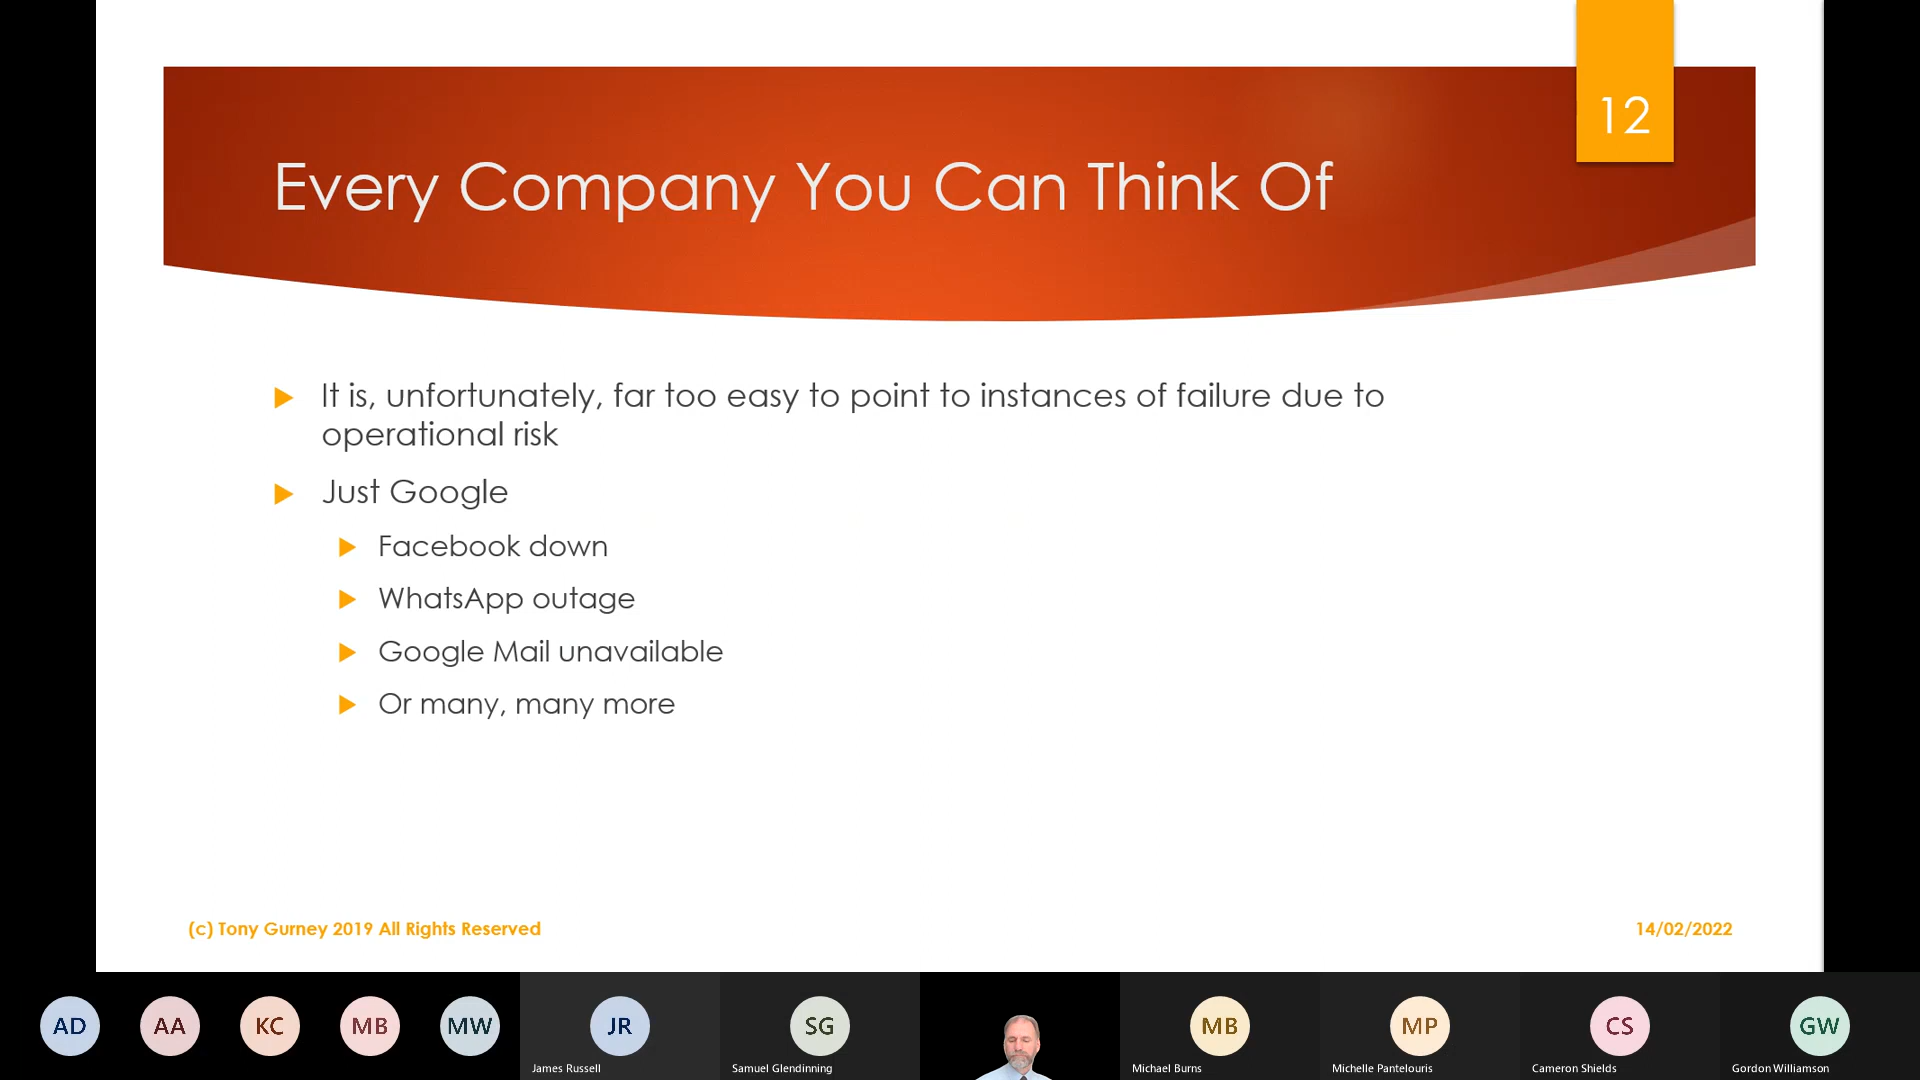 12
Every Company You Can Think Of
It is, unfortunately, far too easy to point to instances of failure due to
operational risk
Just Google
Facebook down
WhatsApp outage
Google Mail unavailable
Or many, many more
(c) Tony Gurney 2019 All Rights Reserved
14/02/2022
AD
AA
KC
MB
MW
JR
James Russell
SG
Samuel Glendinning
MB
Michael Burns
MP
Michelle Pantelouris
CS
Cameron Shields
GW
Gordon Williamson